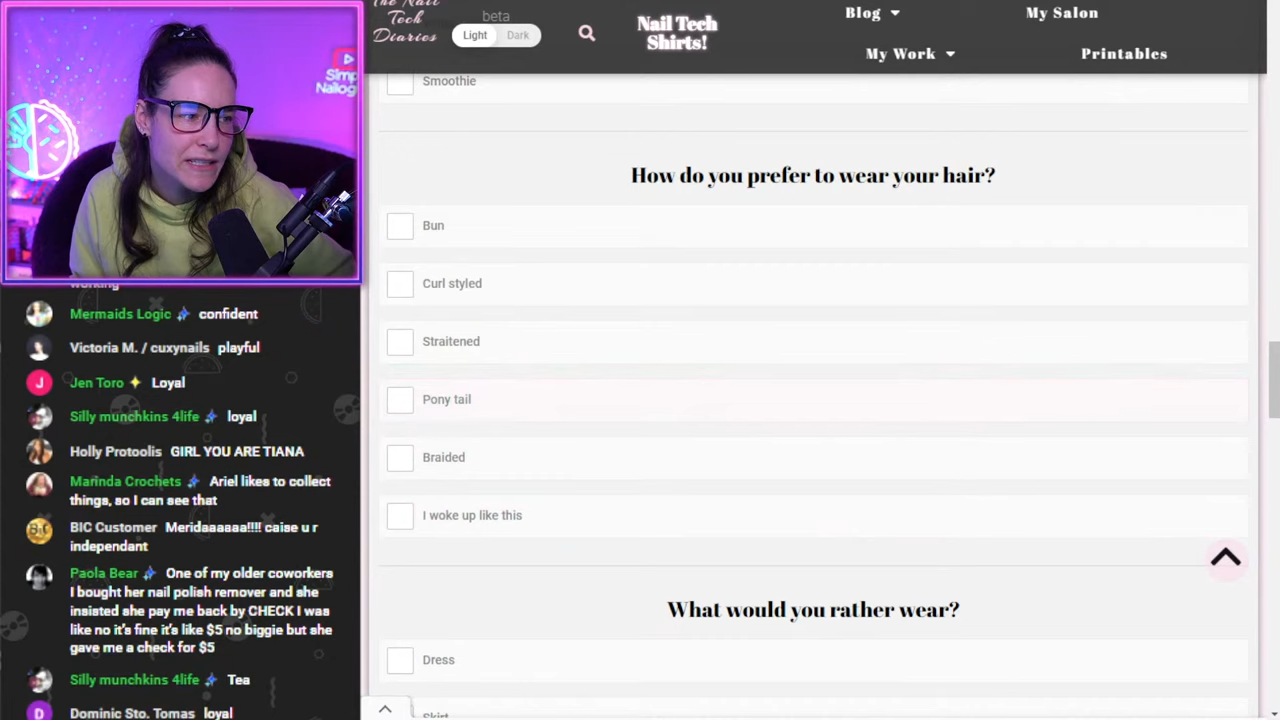 The Nail
Tech
Diaries
beta
Light Dark
Nail Tech
Shirts!
Blog
My Salon
My Work
Printables
Simp
Nailog
Smoothie
How do you prefer to wear your hair?
Bun
Curl styled
Straitened
Pony tail
Braided
I woke up like this
What would you rather wear?
Dress
Skirt
working
Mermaids Logic confident
Victoria M. / cuxynails playful
J Jen Toro Loyal
Silly munchkins 4life loyal
Holly Protoolis GIRL YOU ARE TIANA
Marinda Crochets Ariel likes to collect
things, so I can see that
BIC Customer Meridaaaaaa!!!! caise u r
independant
Paola Bear One of my older coworkers
I bought her nail polish remover and she
insisted she pay me back by CHECK I was
like no it's fine it's like $5 no biggie but she
gave me a check for $5
Silly munchkins 4life Tea
D Dominic Sto. Tomas loyal